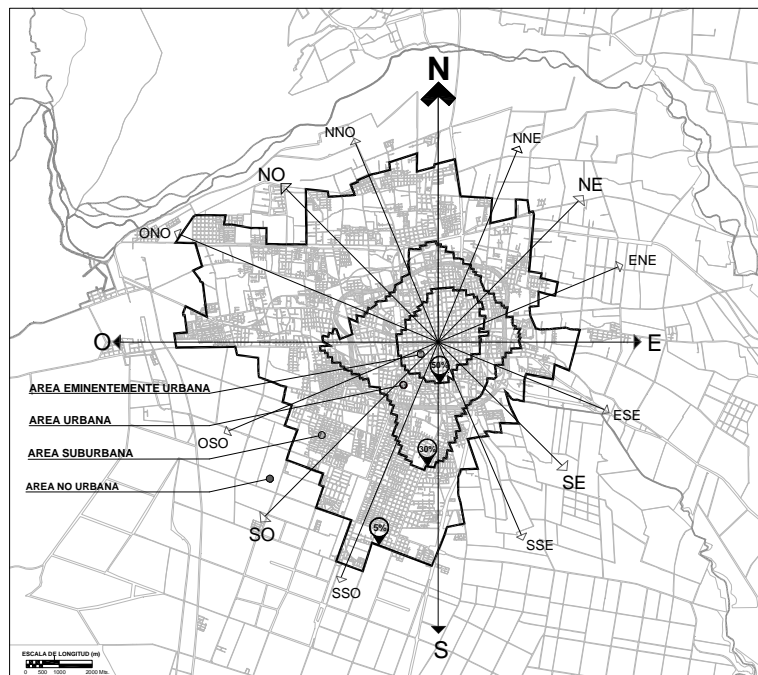 N
NNO
NNE
NO
NE
ONO
ENE
O
E
50%
AREA EMINENTEMENTE URBANA
AREA URBANA
ESE
OSO
30%
AREA SUBURBANA
SE
AREA NO URBANA
SO
5%
SSE
SSO
S
ESCALA DE LONGITUD (m)
0 500 1000 2000 Mts.